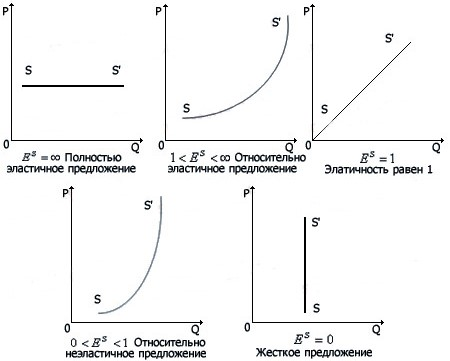 P
S S'
0 Q
E^S = ∞ Полностью
эластичное предложение
P
S'
S
0 Q
1 < E^S < ∞ Относительно
эластичное предложение
P
S'
S
0 Q
E^S = 1
Элатичность равен 1
P
S'
S
0 Q
0 < E^S < 1 Относительно
неэластичное предложение
P
S'
S
0 Q
E^S = 0
Жесткое предложение